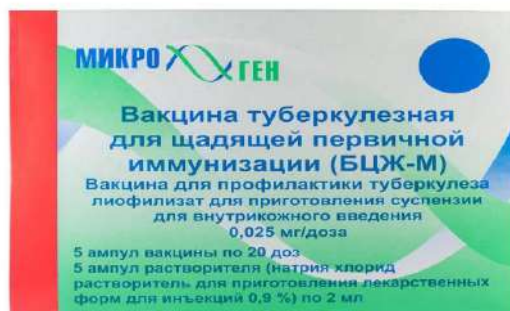 МИКРО ГЕН
Вакцина туберкулезная
для щадящей первичной
иммунизации (БЦЖ-М)
Вакцина для профилактики туберкулеза
лиофилизат для приготовления суспензии
для внутрикожного введения
0,025 мг/доза
5 ампул вакцины по 20 доз
5 ампул растворителя (натрия хлорид
растворитель для приготовления лекарственных
форм для инъекций 0,9 %) по 2 мл